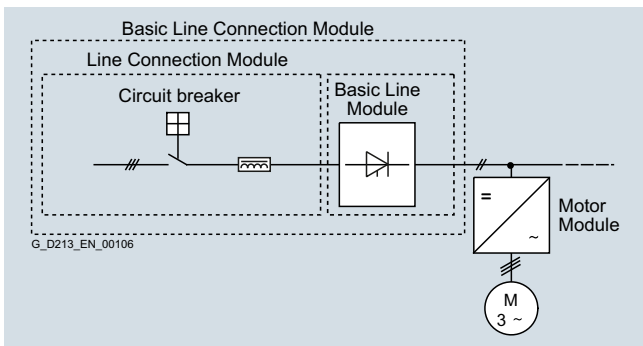 Basic Line Connection Module
Line Connection Module
Circuit breaker
Basic Line
Module
=
~
Motor
Module
G_D213_EN_00106
M
3 ~